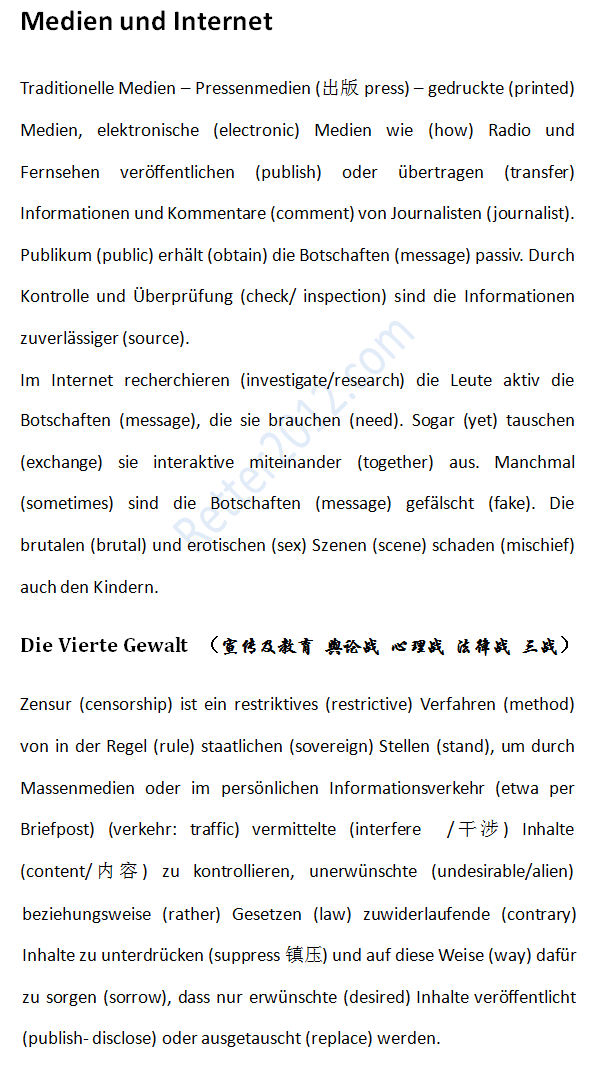 Medien und Internet
Traditionelle Medien – Pressenmedien (出版 press) – gedruckte (printed)
Medien, elektronische (electronic) Medien wie (how) Radio und
Fernsehen veröffentlichen (publish) oder übertragen (transfer)
Informationen und Kommentare (comment) von Journalisten (journalist).
Publikum (public) erhält (obtain) die Botschaften (message) passiv. Durch
Kontrolle und Überprüfung (check/ inspection) sind die Informationen
zuverlässiger (source).
Im Internet recherchieren (investigate/research) die Leute aktiv die
Botschaften (message), die sie brauchen (need). Sogar (yet) tauschen
(exchange) sie interaktive miteinander (together) aus. Manchmal
(sometimes) sind die Botschaften (message) gefälscht (fake). Die
brutalen (brutal) und erotischen (sex) Szenen (scene) schaden (mischief)
auch den Kindern.
Retter2012.com
Die Vierte Gewalt （宣传及教育 舆论战 心理战 法律战 三战）
Zensur (censorship) ist ein restriktives (restrictive) Verfahren (method)
von in der Regel (rule) staatlichen (sovereign) Stellen (stand), um durch
Massenmedien oder im persönlichen Informationsverkehr (etwa per
Briefpost) (verkehr: traffic) vermittelte (interfere /干涉) Inhalte
(content/内容) zu kontrollieren, unerwünschte (undesirable/alien)
beziehungsweise (rather) Gesetzen (law) zuwiderlaufende (contrary)
Inhalte zu unterdrücken (suppress 镇压) und auf diese Weise (way) dafür
zu sorgen (sorrow), dass nur erwünschte (desired) Inhalte veröffentlicht
(publish- disclose) oder ausgetauscht (replace) werden.